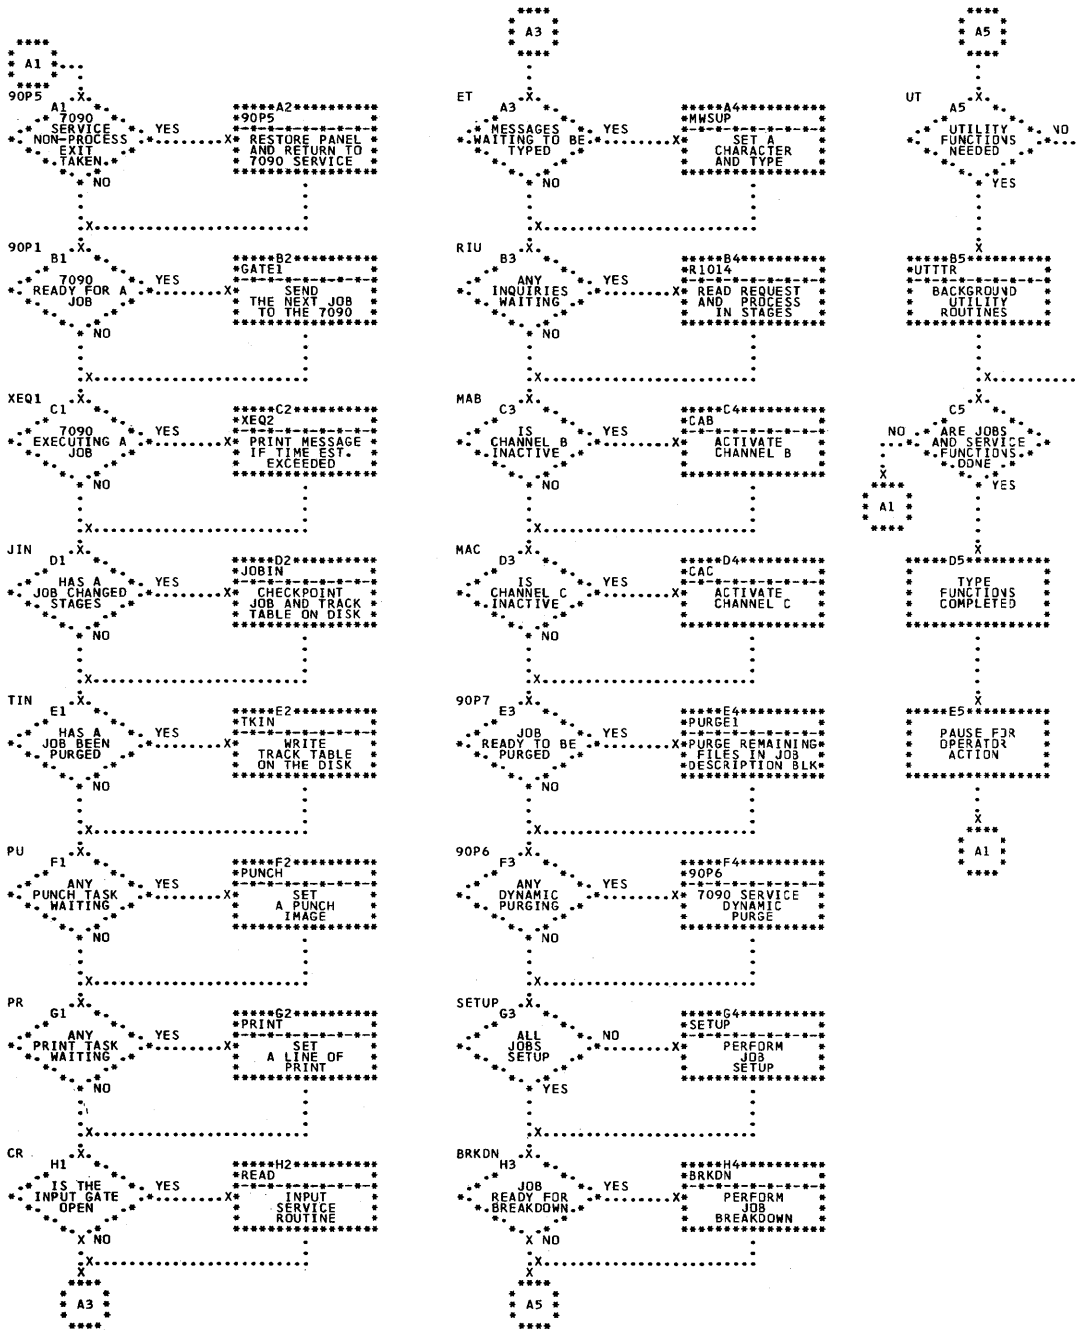 A1
90P5
A1
7090
SERVICE
NON-PROCESS
EXIT
TAKEN
YES
NO
A2
90P5
RESTORE PANEL
AND RETURN TO
7090 SERVICE
90P1
B1
7090
READY FOR A
JOB
YES
NO
B2
GATE1
SEND
THE NEXT JOB
TO THE 7090
XEQ1
C1
7090
EXECUTING A
JOB
YES
NO
C2
XEQ2
PRINT MESSAGE
IF TIME EST.
EXCEEDED
JIN
D1
HAS A
JOB CHANGED
STAGES
YES
NO
D2
JOBIN
CHECKPOINT
JOB AND TRACK
TABLE ON DISK
TIN
E1
HAS A
JOB BEEN
PURGED
YES
NO
E2
TKIN
WRITE
TRACK TABLE
ON THE DISK
PU
F1
ANY
PUNCH TASK
WAITING
YES
NO
F2
PUNCH
SET
A PUNCH
IMAGE
PR
G1
ANY
PRINT TASK
WAITING
YES
NO
G2
PRINT
SET
A LINE OF
PRINT
CR
H1
IS THE
INPUT GATE
OPEN
YES
NO
H2
READ
INPUT
SERVICE
ROUTINE
A3
A3
ET
A3
MESSAGES
WAITING TO BE
TYPED
YES
NO
A4
MWSUP
SET A
CHARACTER
AND TYPE
RIU
B3
ANY
INQUIRIES
WAITING
YES
NO
B4
R1014
READ REQUEST
AND PROCESS
IN STAGES
MAB
C3
IS
CHANNEL B
INACTIVE
YES
NO
C4
CAB
ACTIVATE
CHANNEL B
MAC
D3
IS
CHANNEL C
INACTIVE
YES
NO
D4
CAC
ACTIVATE
CHANNEL C
90P7
E3
JOB
READY TO BE
PURGED
YES
NO
E4
PURGE1
PURGE REMAINING
FILES IN JOB
DESCRIPTION BLK
90P6
F3
ANY
DYNAMIC
PURGING
YES
NO
F4
90P6
7090 SERVICE
DYNAMIC
PURGE
SETUP
G3
ALL
JOBS
SETUP
NO
YES
G4
SETUP
PERFORM
JOB
SETUP
BRKDN
H3
JOB
READY FOR
BREAKDOWN
YES
NO
H4
BRKDN
PERFORM
JOB
BREAKDOWN
A5
A5
UT
A5
UTILITY
FUNCTIONS
NEEDED
NO
YES
B5
UTTTR
BACKGROUND
UTILITY
ROUTINES
C5
ARE JOBS
AND SERVICE
FUNCTIONS
DONE
NO
YES
A1
D5
TYPE
FUNCTIONS
COMPLETED
E5
PAUSE FOR
OPERATOR
ACTION
A1